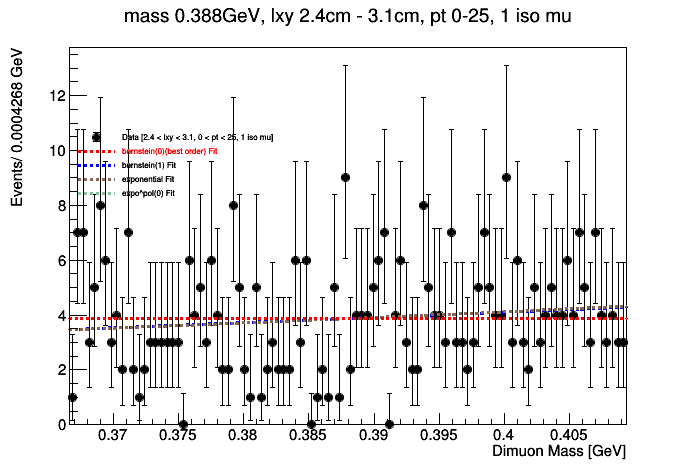 mass 0.388GeV, lxy 2.4cm - 3.1cm, pt 0-25, 1 iso mu
Events/ 0.0004268 GeV
12
10
8
6
4
2
0
Data [2.4 < lxy < 3.1, 0 < pt < 25, 1 iso mu]
bernstein(0)(best order) Fit
bernstein(1) Fit
exponential Fit
expo*pol(0) Fit
0.37 0.375 0.38 0.385 0.39 0.395 0.4 0.405
Dimuon Mass [GeV]